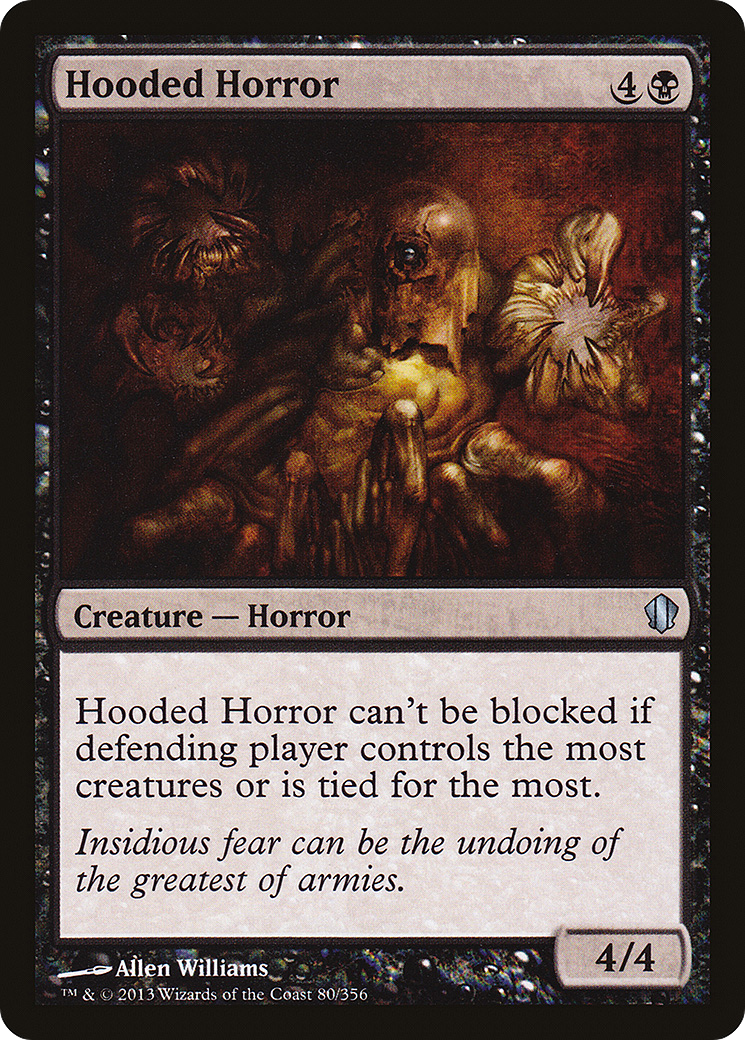 Hooded Horror 4
Creature — Horror
Hooded Horror can't be blocked if
defending player controls the most
creatures or is tied for the most.
Insidious fear can be the undoing of
the greatest of armies.
4/4
Allen Williams
™ & © 2013 Wizards of the Coast 80/356